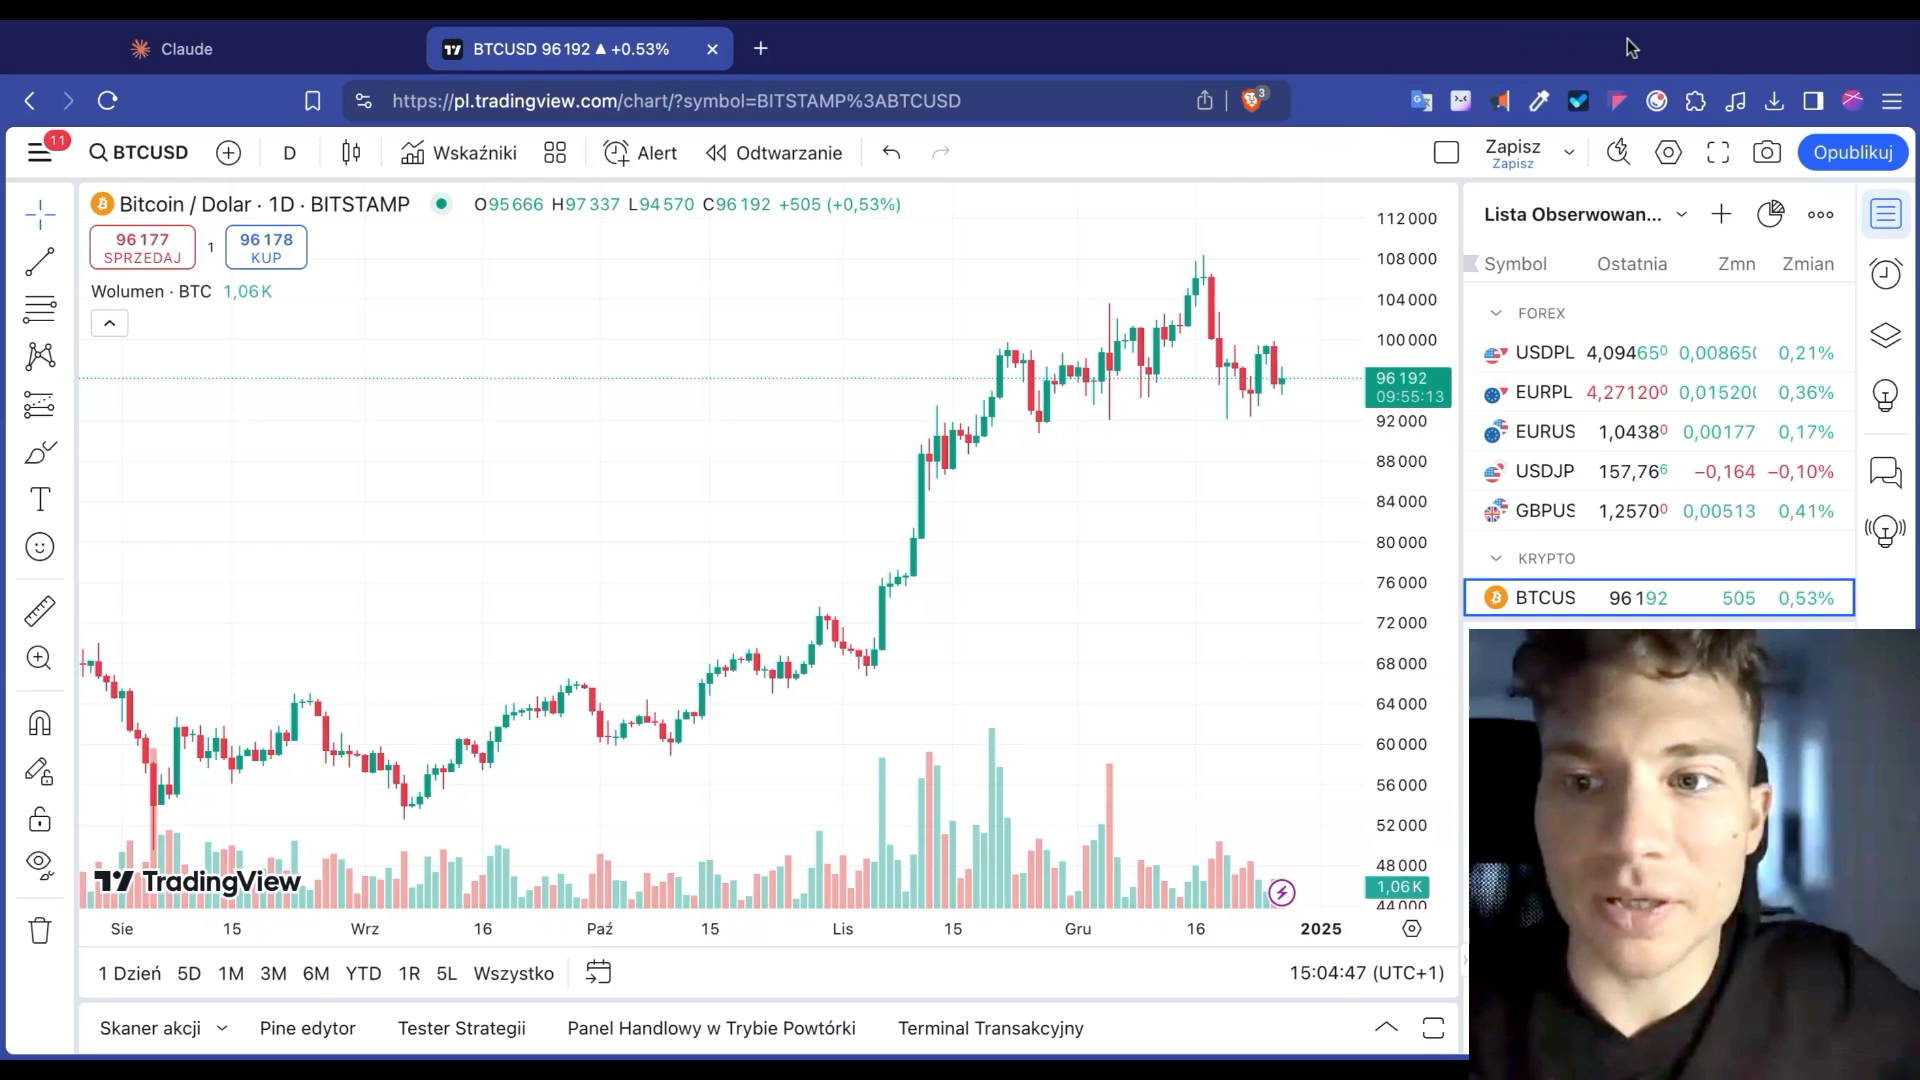 Claude
BTCUSD 96 192 ▲ +0.53%
https://pl.tradingview.com/chart/?symbol=BITSTAMP%3ABTCUSD
3
11
BTCUSD
D
Wskaźniki
Alert
Odtwarzanie
Zapisz
Zapisz
Opublikuj
Bitcoin / Dolar · 1D · BITSTAMP
O95 666 H97 337 L94 570 C96 192 +505 (+0,53%)
96 177
SPRZEDAJ
1
96 178
KUP
Wolumen · BTC 1,06 K
112 000
108 000
104 000
100 000
96 192
09:55:13
92 000
88 000
84 000
80 000
76 000
72 000
68 000
64 000
60 000
56 000
52 000
48 000
1,06 K
44 000
TradingView
Sie 15 Wrz 16 Paź 15 Lis 15 Gru 16 2025
1 Dzień 5D 1M 3M 6M YTD 1R 5L Wszystko
15:04:47 (UTC+1)
Skaner akcji Pine edytor Tester Strategii Panel Handlowy w Trybie Powtórki Terminal Transakcyjny
Lista Obserwowan...
Symbol Ostatnia Zmn Zmian
FOREX
USDPL 4,094650 0,008650 0,21%
EURPL 4,271200 0,015200 0,36%
EURUS 1,04380 0,00177 0,17%
USDJP 157,766 −0,164 −0,10%
GBPUS 1,25700 0,00513 0,41%
KRYPTO
BTCUS 96 192 505 0,53%